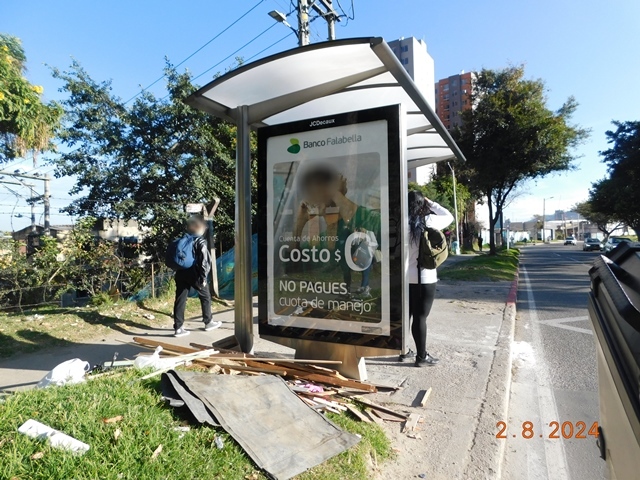 JCDecaux
Banco Falabella
Cuenta de Ahorros
Costo $ 0
NO PAGUES
cuota de manejo
2.8.2024